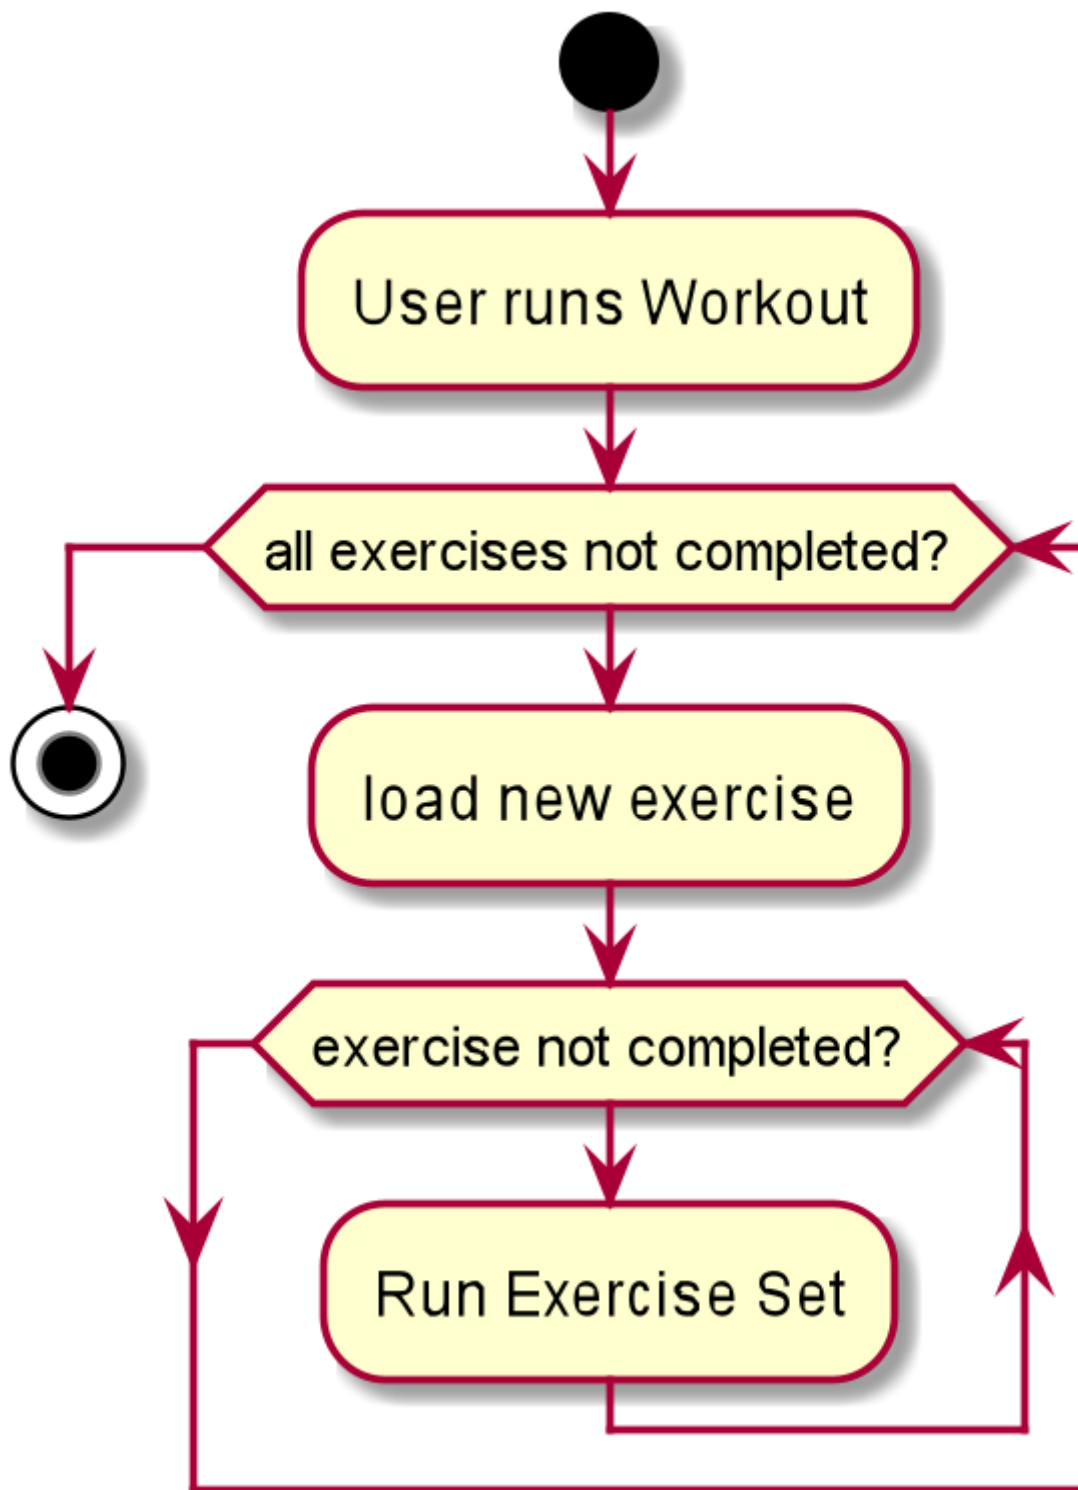 User runs Workout
all exercises not completed?
load new exercise
exercise not completed?
Run Exercise Set